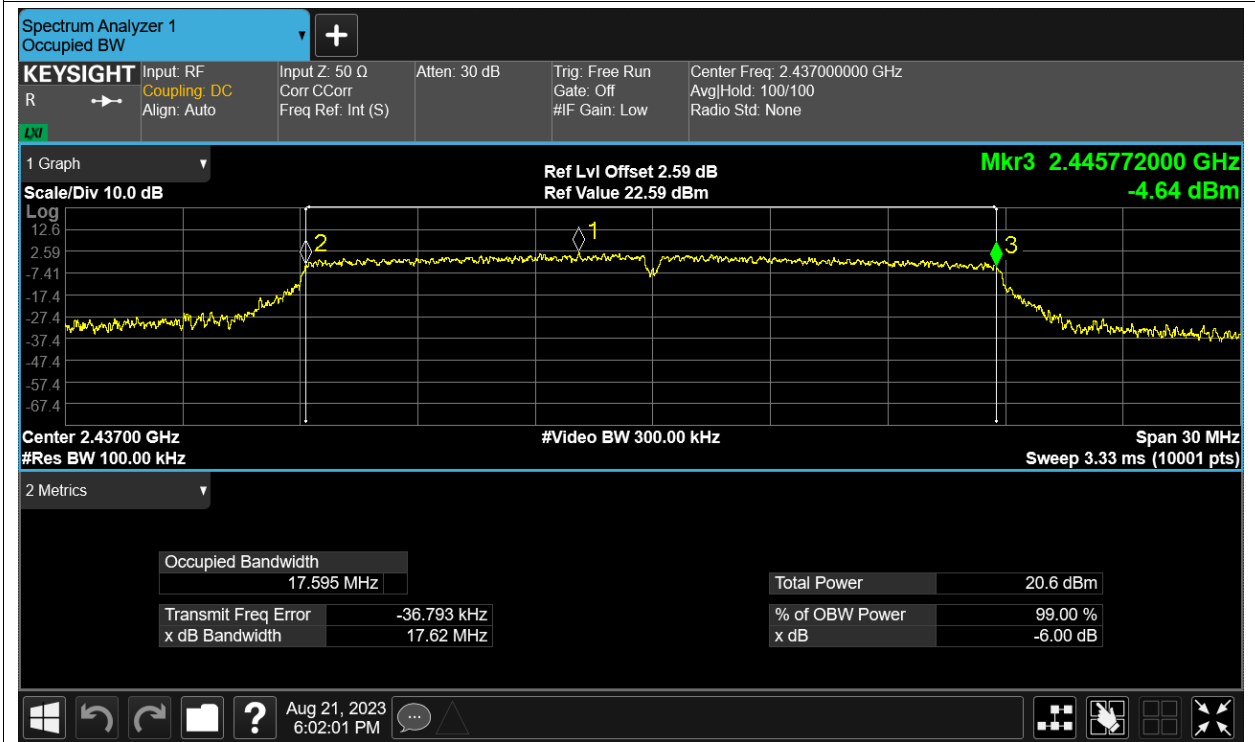 Spectrum Analyzer 1
Occupied BW
KEYSIGHT
R
LXI
Input: RF
Coupling: DC
Align: Auto
Input Z: 50 Ω
Corr CCorr
Freq Ref: Int (S)
Atten: 30 dB
Trig: Free Run
Gate: Off
#IF Gain: Low
Center Freq: 2.437000000 GHz
Avg|Hold: 100/100
Radio Std: None
1 Graph
Scale/Div 10.0 dB
Ref Lvl Offset 2.59 dB
Ref Value 22.59 dBm
Mkr3 2.445772000 GHz
-4.64 dBm
Log
12.6
2.59
-7.41
-17.4
-27.4
-37.4
-47.4
-57.4
-67.4
2
1
3
Center 2.43700 GHz
#Video BW 300.00 kHz
Span 30 MHz
#Res BW 100.00 kHz
Sweep 3.33 ms (10001 pts)
2 Metrics
Occupied Bandwidth
17.595 MHz
Transmit Freq Error -36.793 kHz
x dB Bandwidth 17.62 MHz
Total Power 20.6 dBm
% of OBW Power 99.00 %
x dB -6.00 dB
?
Aug 21, 2023
6:02:01 PM